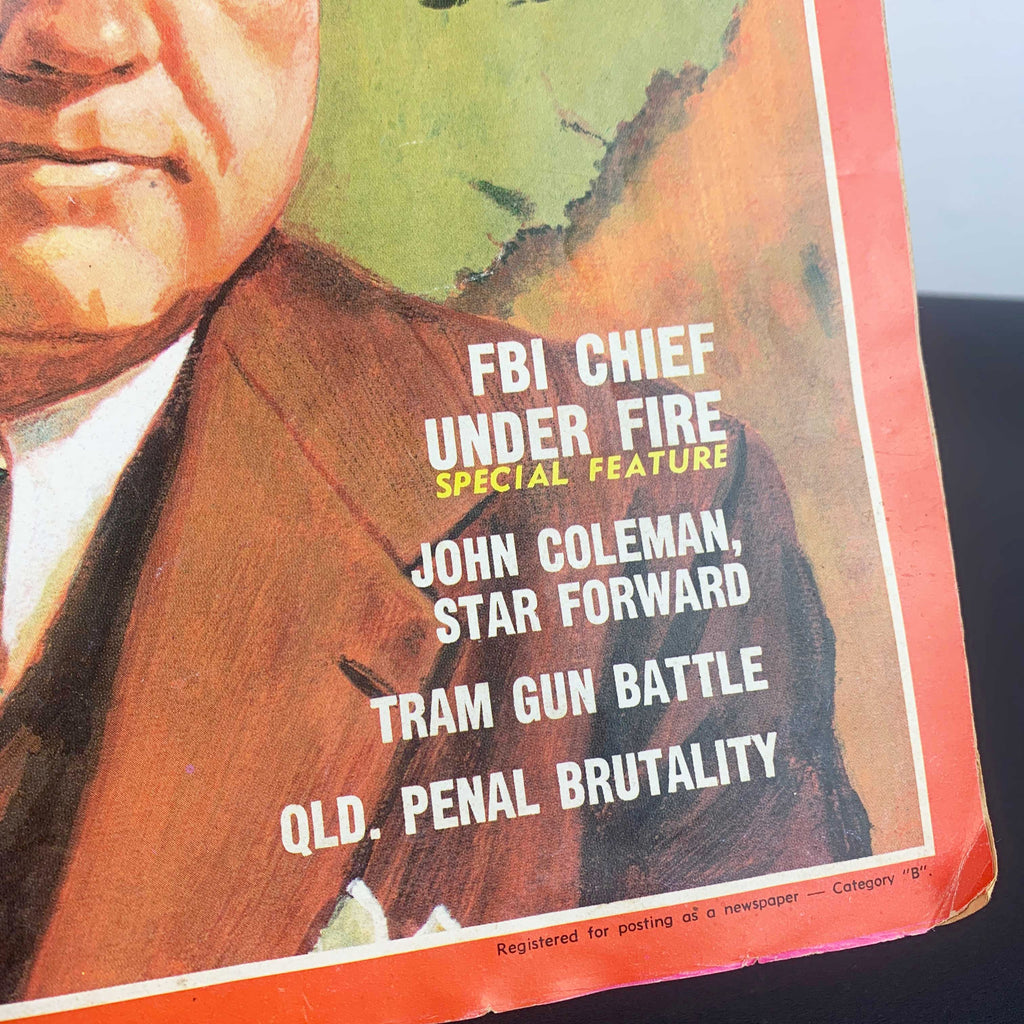 FBI CHIEF
UNDER FIRE
SPECIAL FEATURE
JOHN COLEMAN,
STAR FORWARD
TRAM GUN BATTLE
QLD. PENAL BRUTALITY
Registered for posting as a newspaper — Category "B".